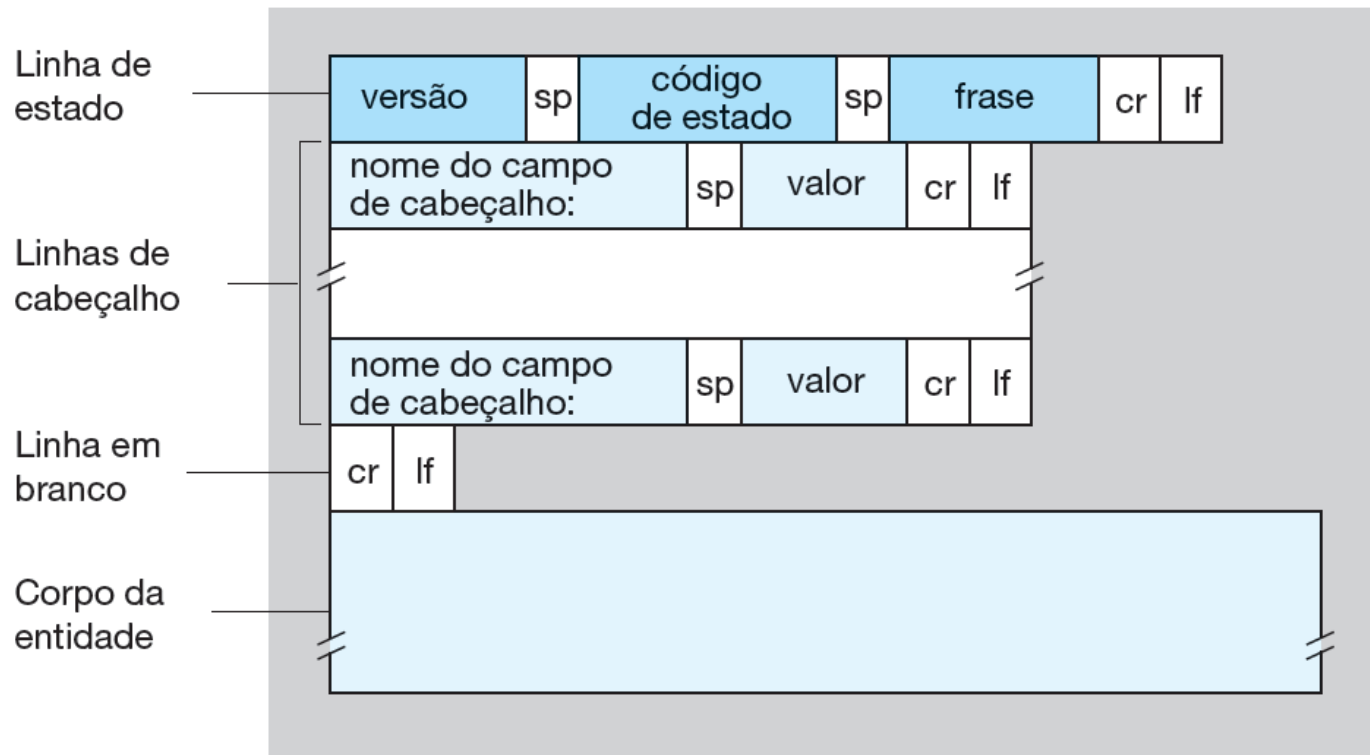 Linha de
estado
versão sp código
de estado sp frase cr lf
nome do campo
de cabeçalho: sp valor cr lf
Linhas de
cabeçalho
nome do campo
de cabeçalho: sp valor cr lf
Linha em
branco
cr lf
Corpo da
entidade